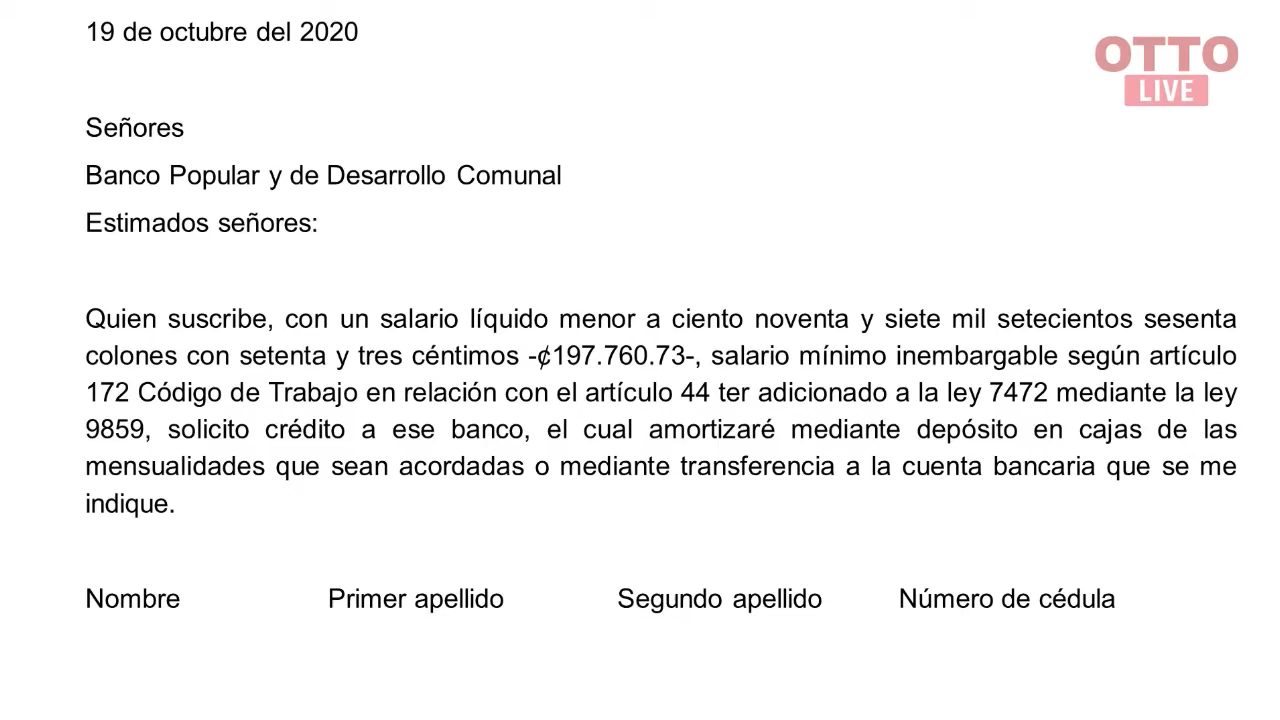 19 de octubre del 2020
OTTO
LIVE
Señores
Banco Popular y de Desarrollo Comunal
Estimados señores:
Quien suscribe, con un salario líquido menor a ciento noventa y siete mil setecientos sesenta
colones con setenta y tres céntimos -¢197.760.73-, salario mínimo inembargable según artículo
172 Código de Trabajo en relación con el artículo 44 ter adicionado a la ley 7472 mediante la ley
9859, solicito crédito a ese banco, el cual amortizaré mediante depósito en cajas de las
mensualidades que sean acordadas o mediante transferencia a la cuenta bancaria que se me
indique.
Nombre Primer apellido Segundo apellido Número de cédula